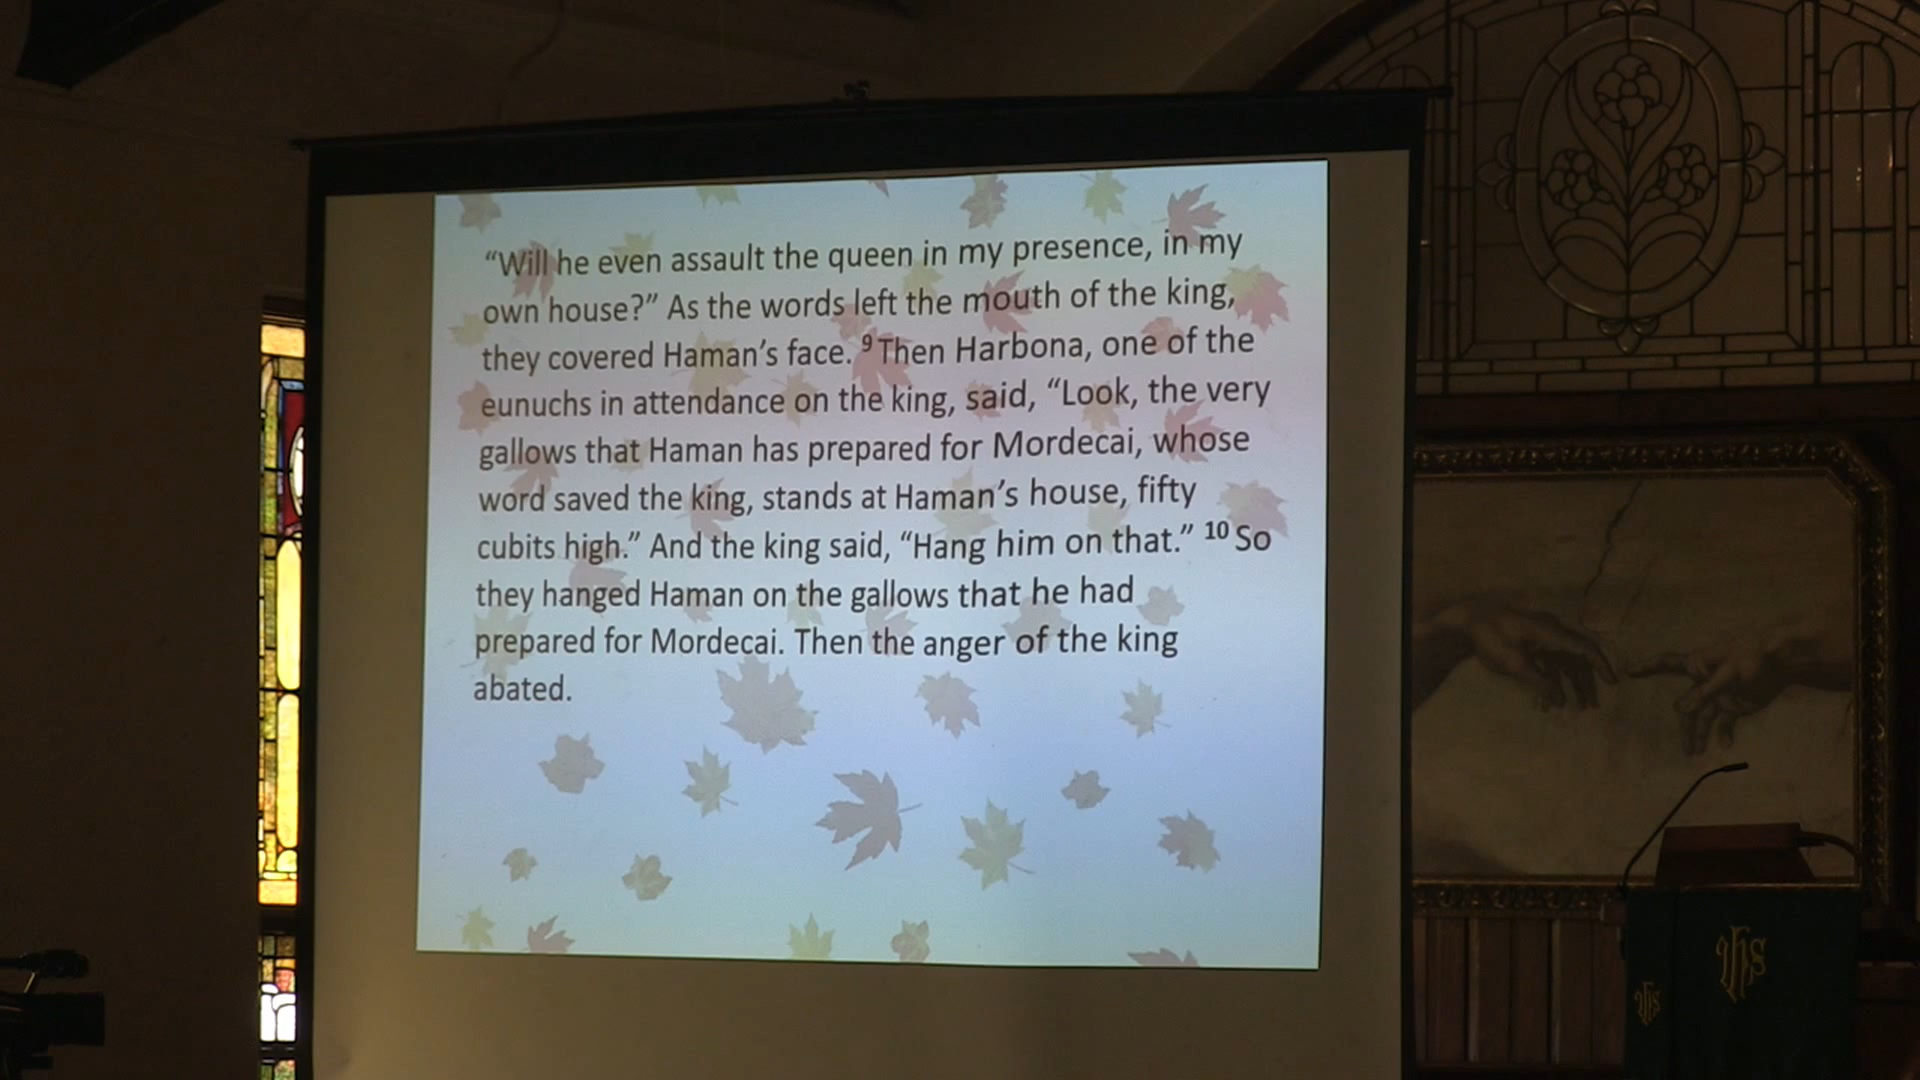 “Will he even assault the queen in my presence, in my
own house?” As the words left the mouth of the king,
they covered Haman’s face. ⁹ Then Harbona, one of the
eunuchs in attendance on the king, said, “Look, the very
gallows that Haman has prepared for Mordecai, whose
word saved the king, stands at Haman’s house, fifty
cubits high.” And the king said, “Hang him on that.” ¹⁰ So
they hanged Haman on the gallows that he had
prepared for Mordecai. Then the anger of the king
abated.
ihs
ihs